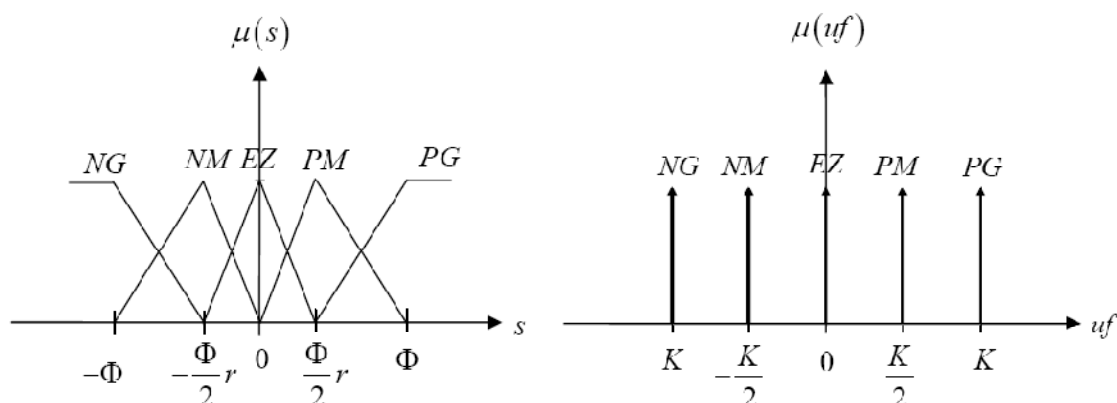 μ(s)
NG NM EZ PM PG
s
−Φ −Φ/2 r 0 Φ/2 r Φ
μ(uf)
NG NM EZ PM PG
uf
K −K/2 0 K/2 K